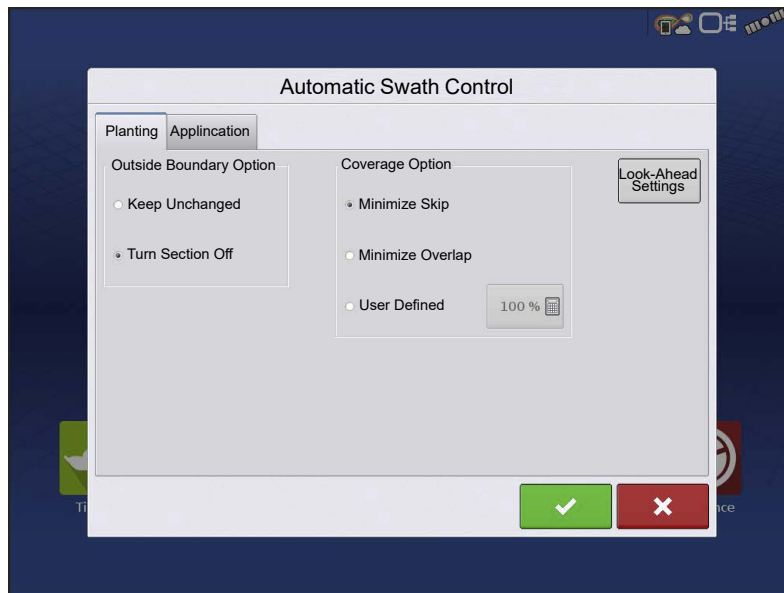 Automatic Swath Control
Planting
Applincation
Outside Boundary Option
Keep Unchanged
Turn Section Off
Coverage Option
Minimize Skip
Minimize Overlap
User Defined
100 %
Look-Ahead
Settings
Ti
nce